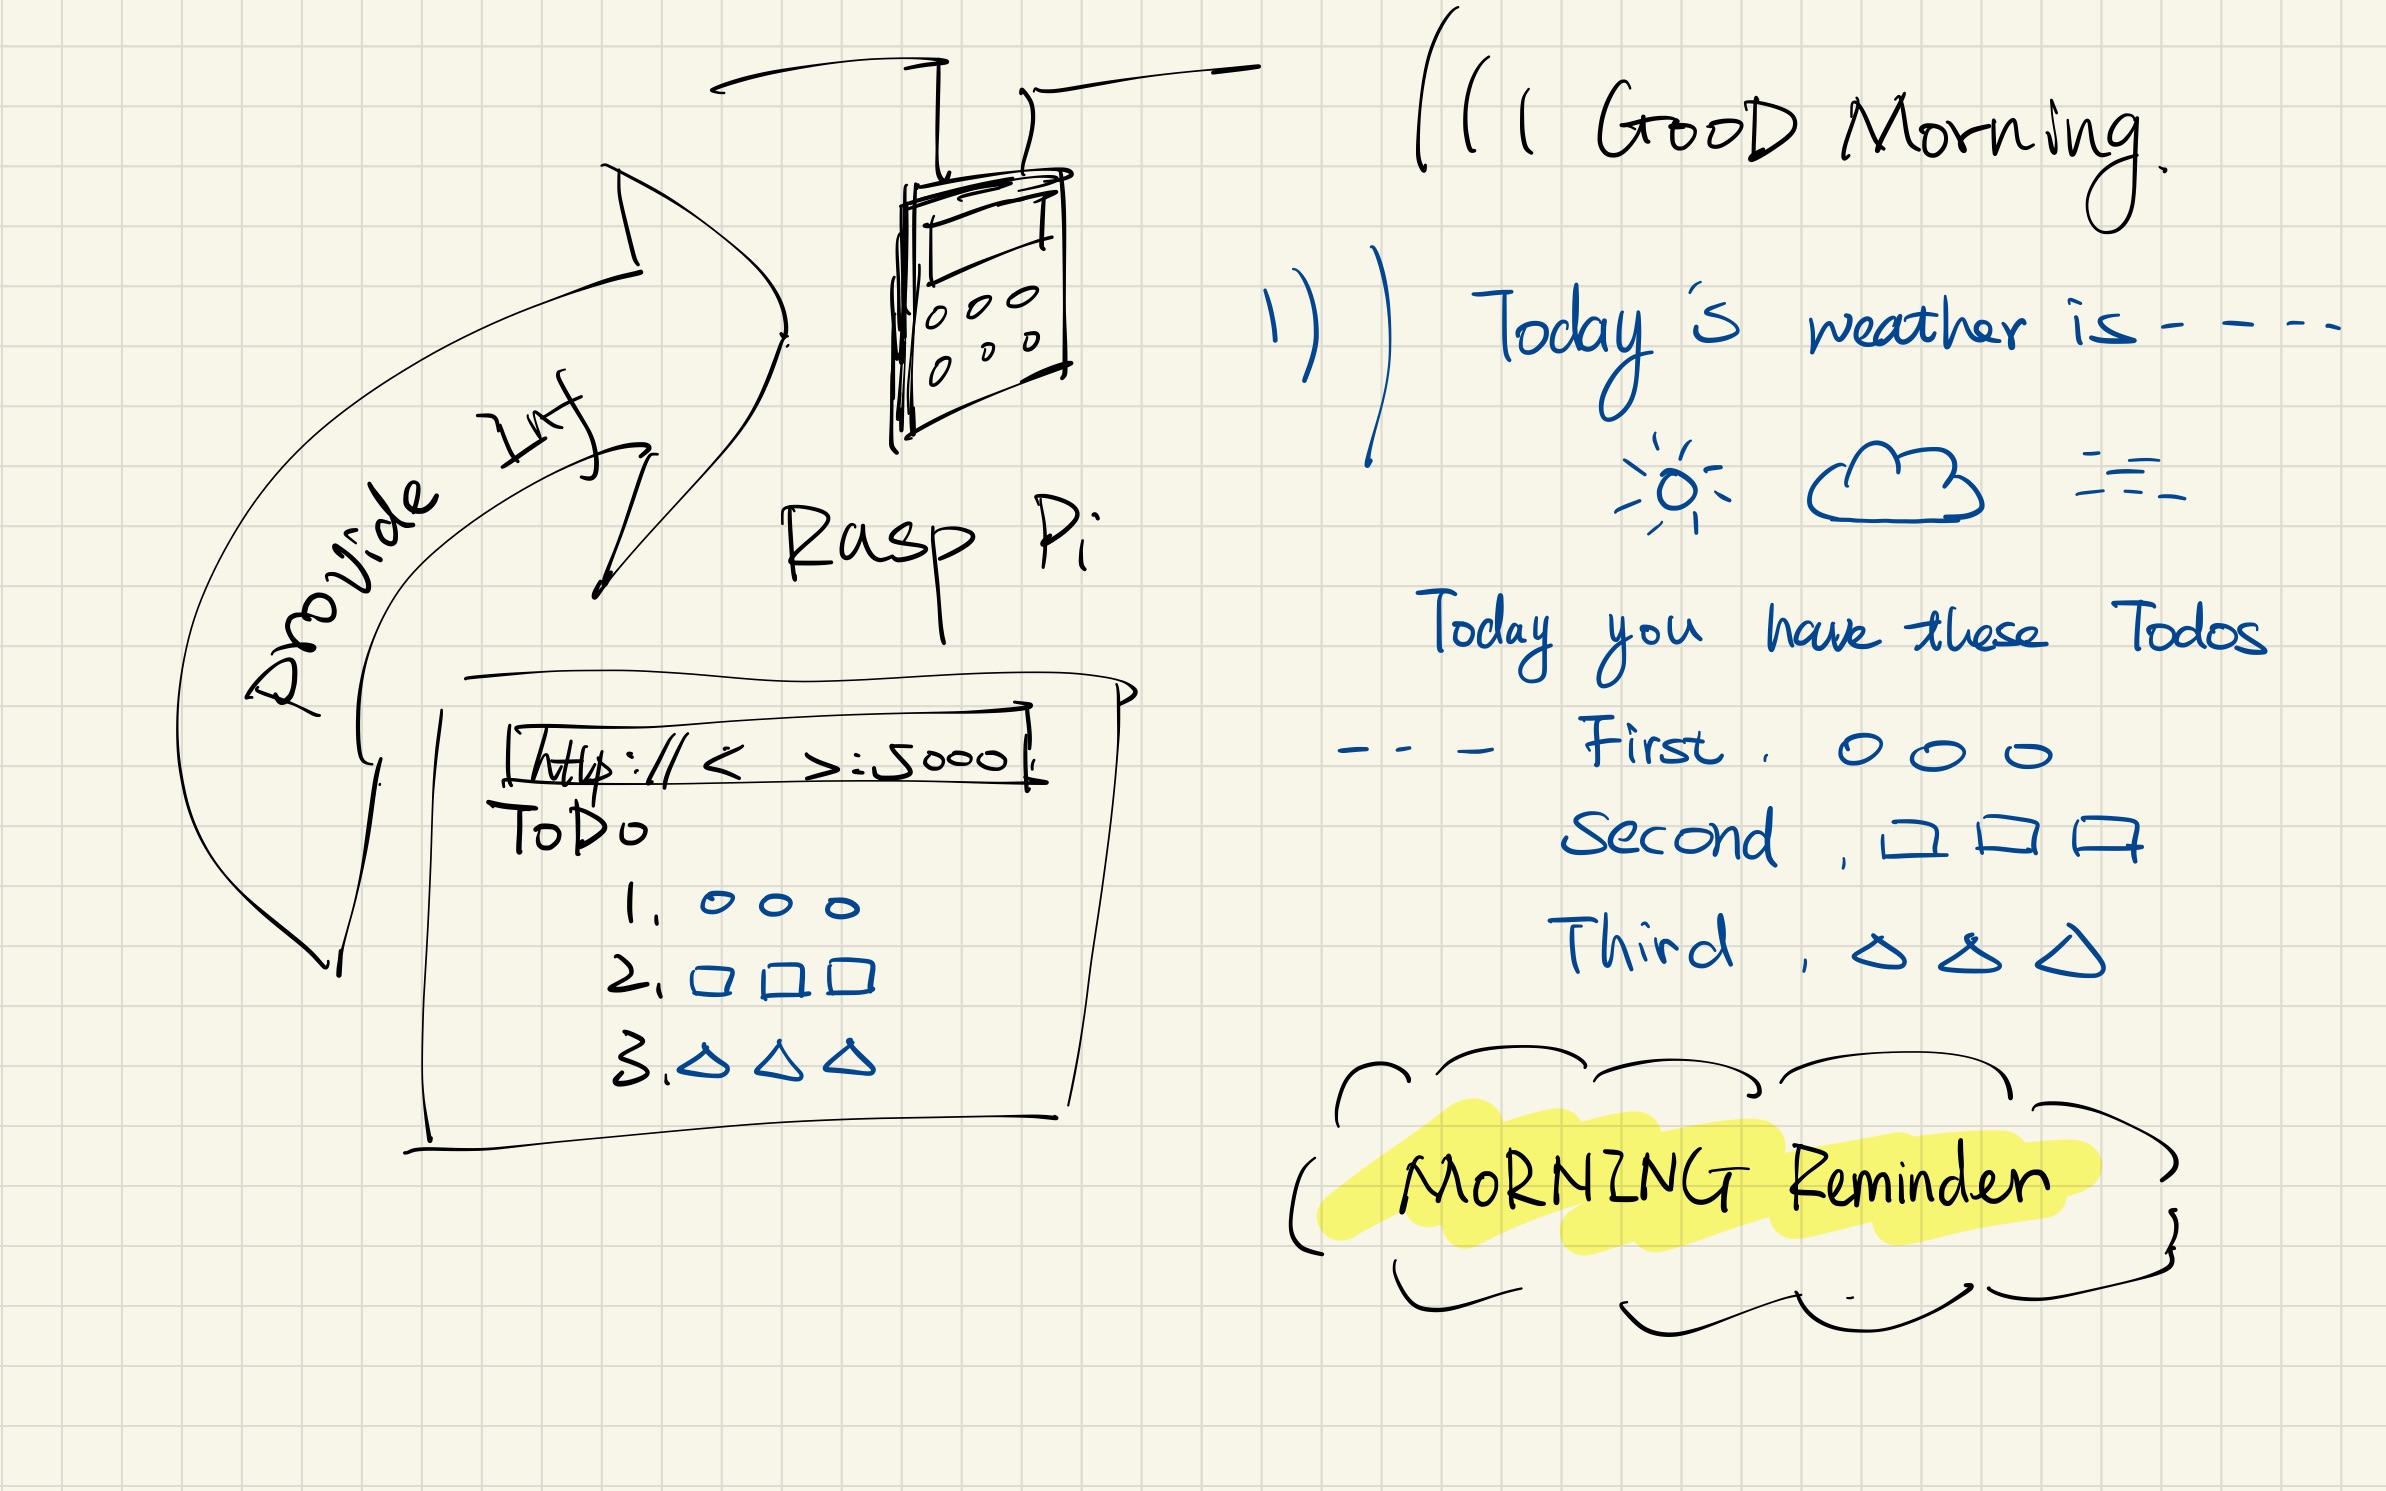 GooD Morning.
Today's weather is ----
Provide Inf
Rasp Pi
Today you have these Todos
--- First. ○ ○ ○
Second, □ □ □
Third, △ △ △
http://< >:5000
ToDo
1. ○ ○ ○
2. □ □ □
3. △ △ △
MORNING Reminder